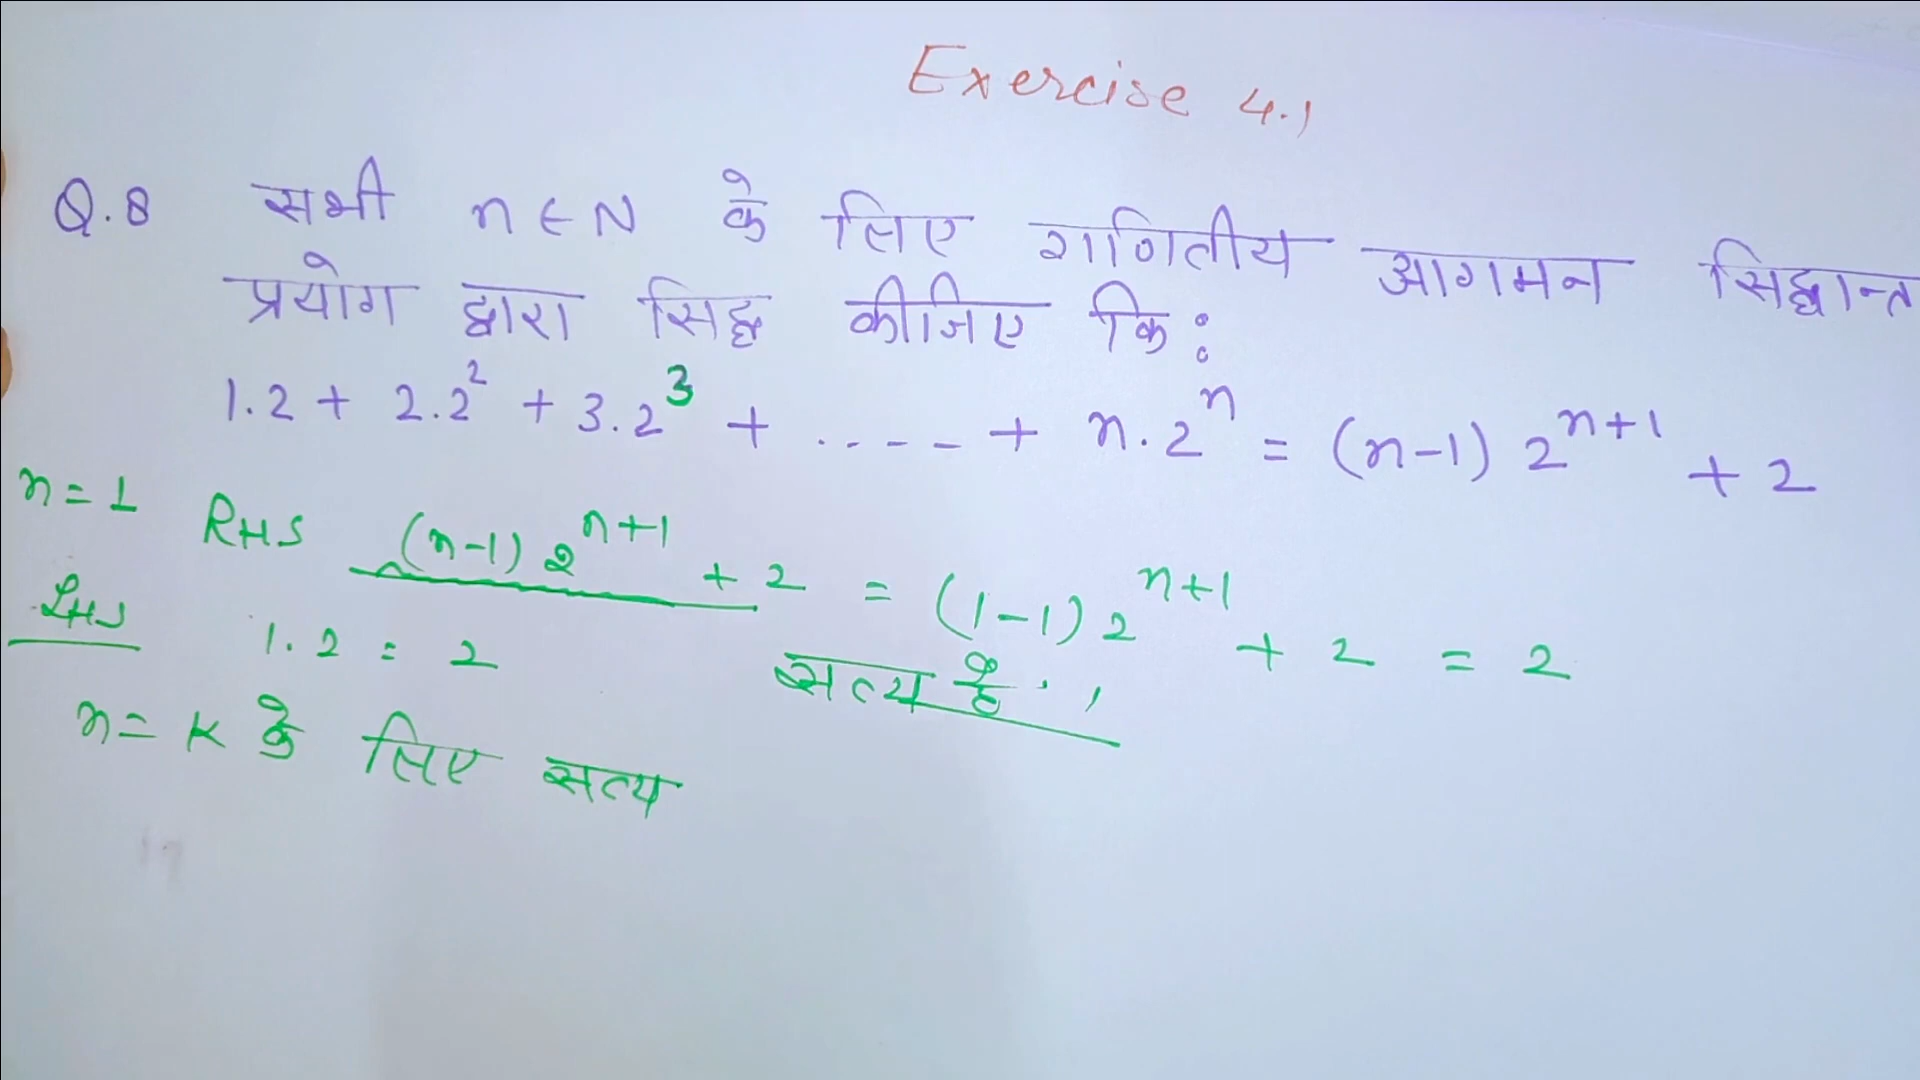 Exercise 4.1
Q.8 सभी n ∈ N के लिए गणितीय आगमन सिद्धान्त
प्रयोग द्वारा सिद्ध कीजिए कि :
1.2 + 2.2² + 3.2³ + ..... + n.2ⁿ = (n-1) 2ⁿ⁺¹ + 2
n = 1 RHS (n-1) 2ⁿ⁺¹ + 2 = (1-1) 2ⁿ⁺¹ + 2 = 2
LHS 1.2 = 2 सत्य है
n = K के लिए सत्य